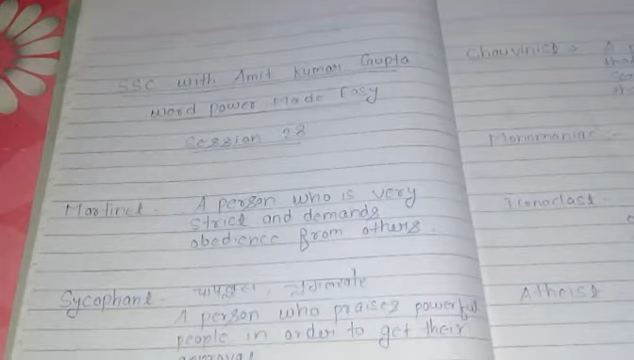 SSC with Amit Kumar Gupta
word power Made Easy
Session 28
Martinet - A person who is very
strict and demands
obedience from others.
Sycophant -
A person who praises powerful
people in order to get their
approval
Chauvinist - A
Monomaniac -
Iconoclast -
Atheist